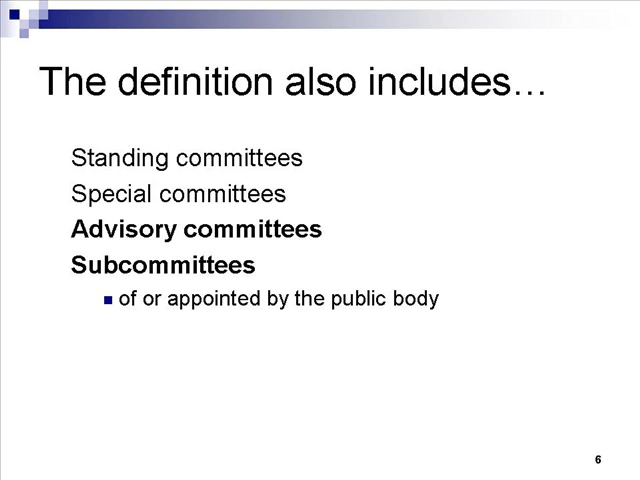 The definition also includes…
Standing committees
Special committees
Advisory committees
Subcommittees
of or appointed by the public body
6